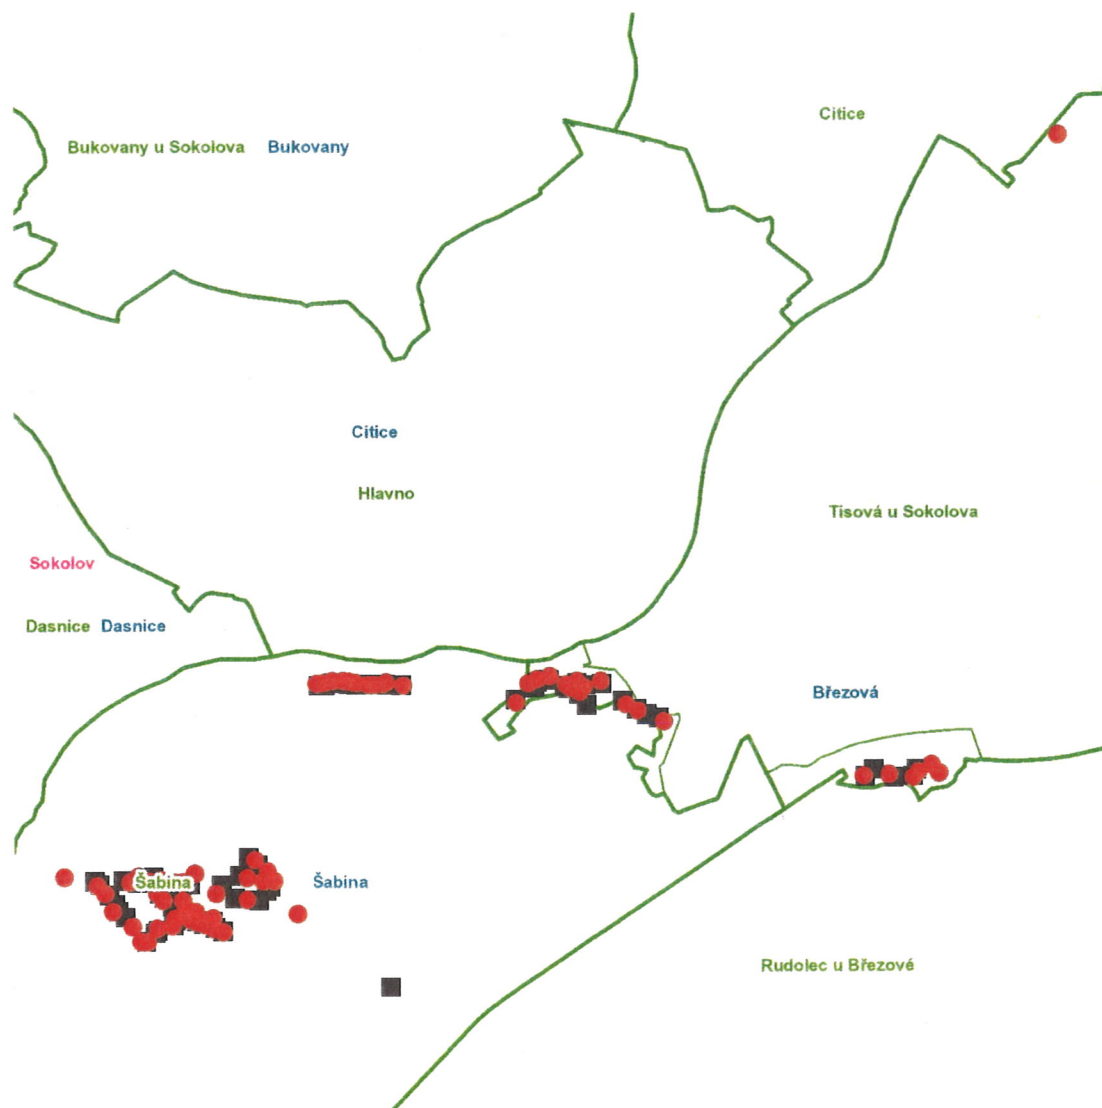 Citice
Bukovany u Sokolova Bukovany
Citice
Hlavno
Tisová u Sokolova
Sokolov
Dasnice Dasnice
Březová
Šabina Šabina
Rudolec u Březové